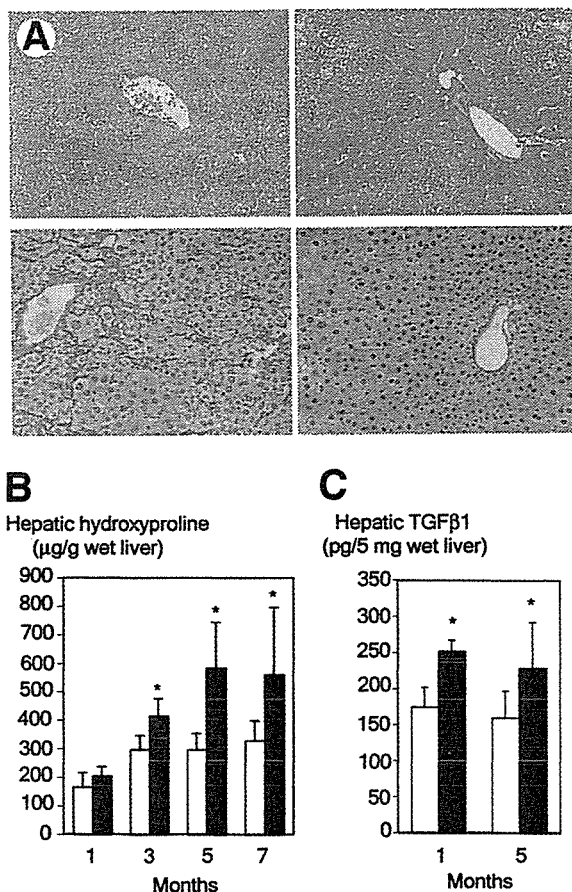 A
B
Hepatic hydroxyproline
(µg/g wet liver)
900
800
700
600
500
400
300
200
100
0
* * *
1 3 5 7
Months
C
Hepatic TGFβ1
(pg/5 mg wet liver)
350
300
250
200
150
100
50
0
* *
1 5
Months